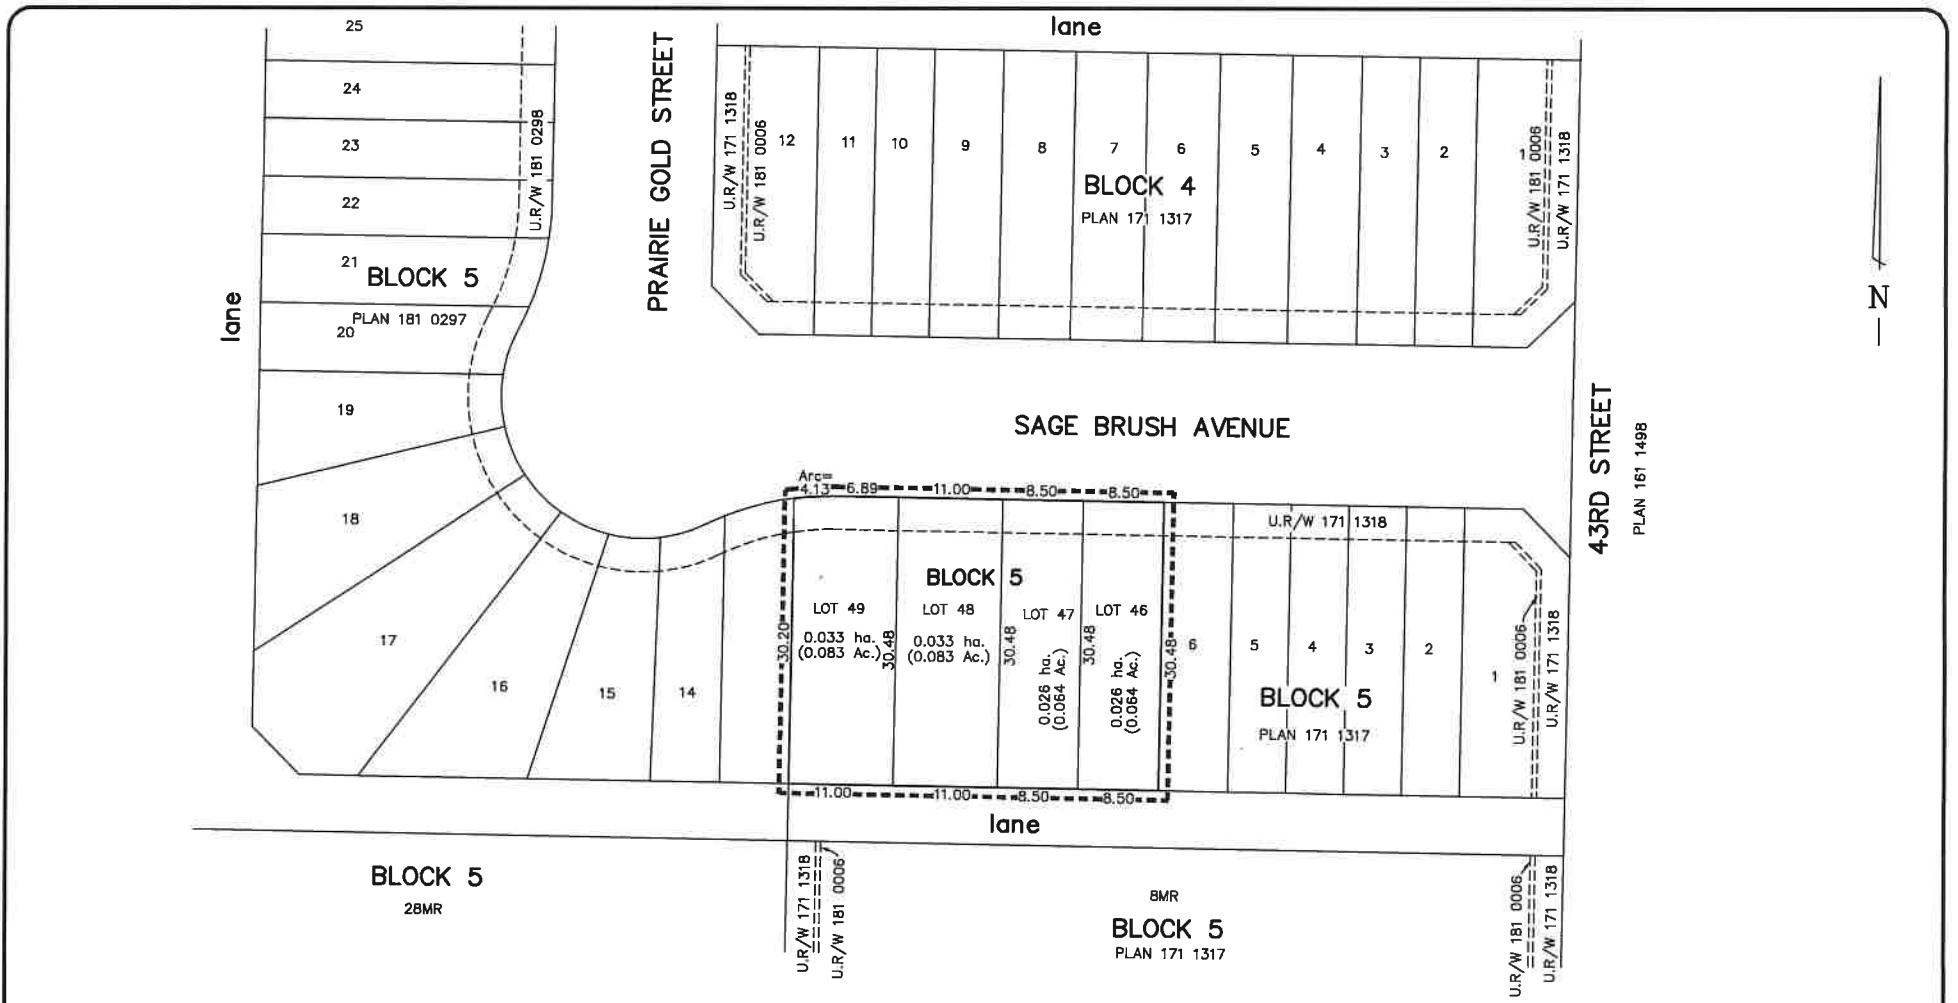 lane
25
24
23
22
21
BLOCK 5
PLAN 181 0297
20
19
18
17
16
15
14
lane
U.R/W 181 0298
PRAIRIE GOLD STREET
U.R/W 171 1318
U.R/W 181 0006
12
11
10
9
8
7
6
5
4
3
2
1
BLOCK 4
PLAN 171 1317
U.R/W 181 0006
U.R/W 171 1318
N
SAGE BRUSH AVENUE
43RD STREET
PLAN 161 1498
Arc=
4.13
6.89
11.00
8.50
8.50
U.R/W 171 1318
BLOCK 5
LOT 49
0.033 ha.
(0.083 Ac.)
LOT 48
0.033 ha.
(0.083 Ac.)
LOT 47
0.026 ha.
(0.064 Ac.)
LOT 46
0.026 ha.
(0.064 Ac.)
30.20
30.48
30.48
30.48
30.48
6
5
4
3
2
1
BLOCK 5
PLAN 171 1317
U.R/W 181 0006
U.R/W 171 1318
11.00
11.00
8.50
8.50
lane
BLOCK 5
28MR
U.R/W 171 1318
U.R/W 181 0006
8MR
BLOCK 5
PLAN 171 1317
U.R/W 181 0006
U.R/W 171 1318